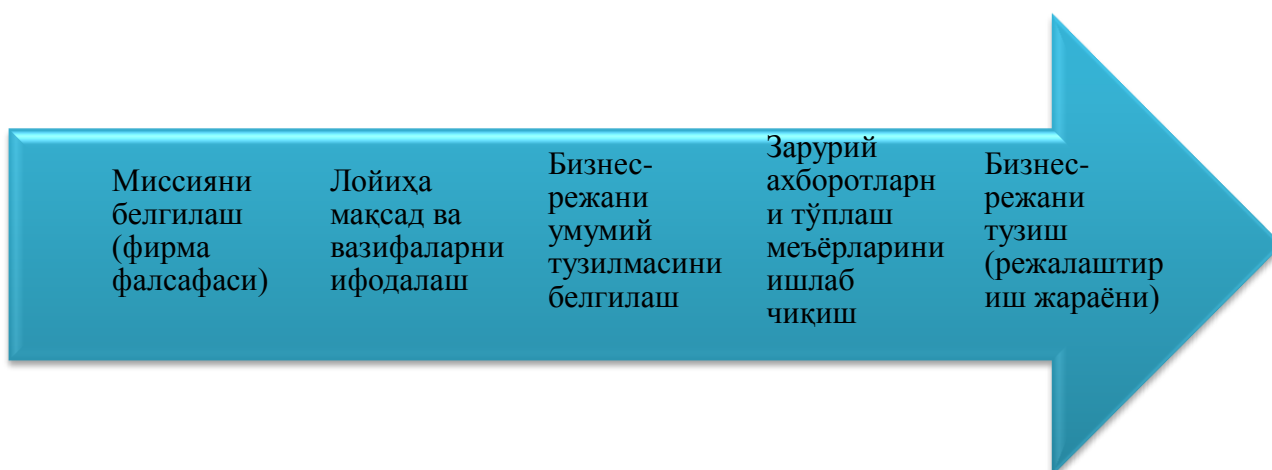 Миссияни
белгилаш
(фирма
фалсафаси)
Лойиҳа
мақсад ва
вазифаларни
ифодалаш
Бизнес-
режани
умумий
тузилмасини
белгилаш
Зарурий
ахборотларн
и тўплаш
меъёрларини
ишлаб
чиқиш
Бизнес-
режани
тузиш
(режалаштир
иш жараёни)